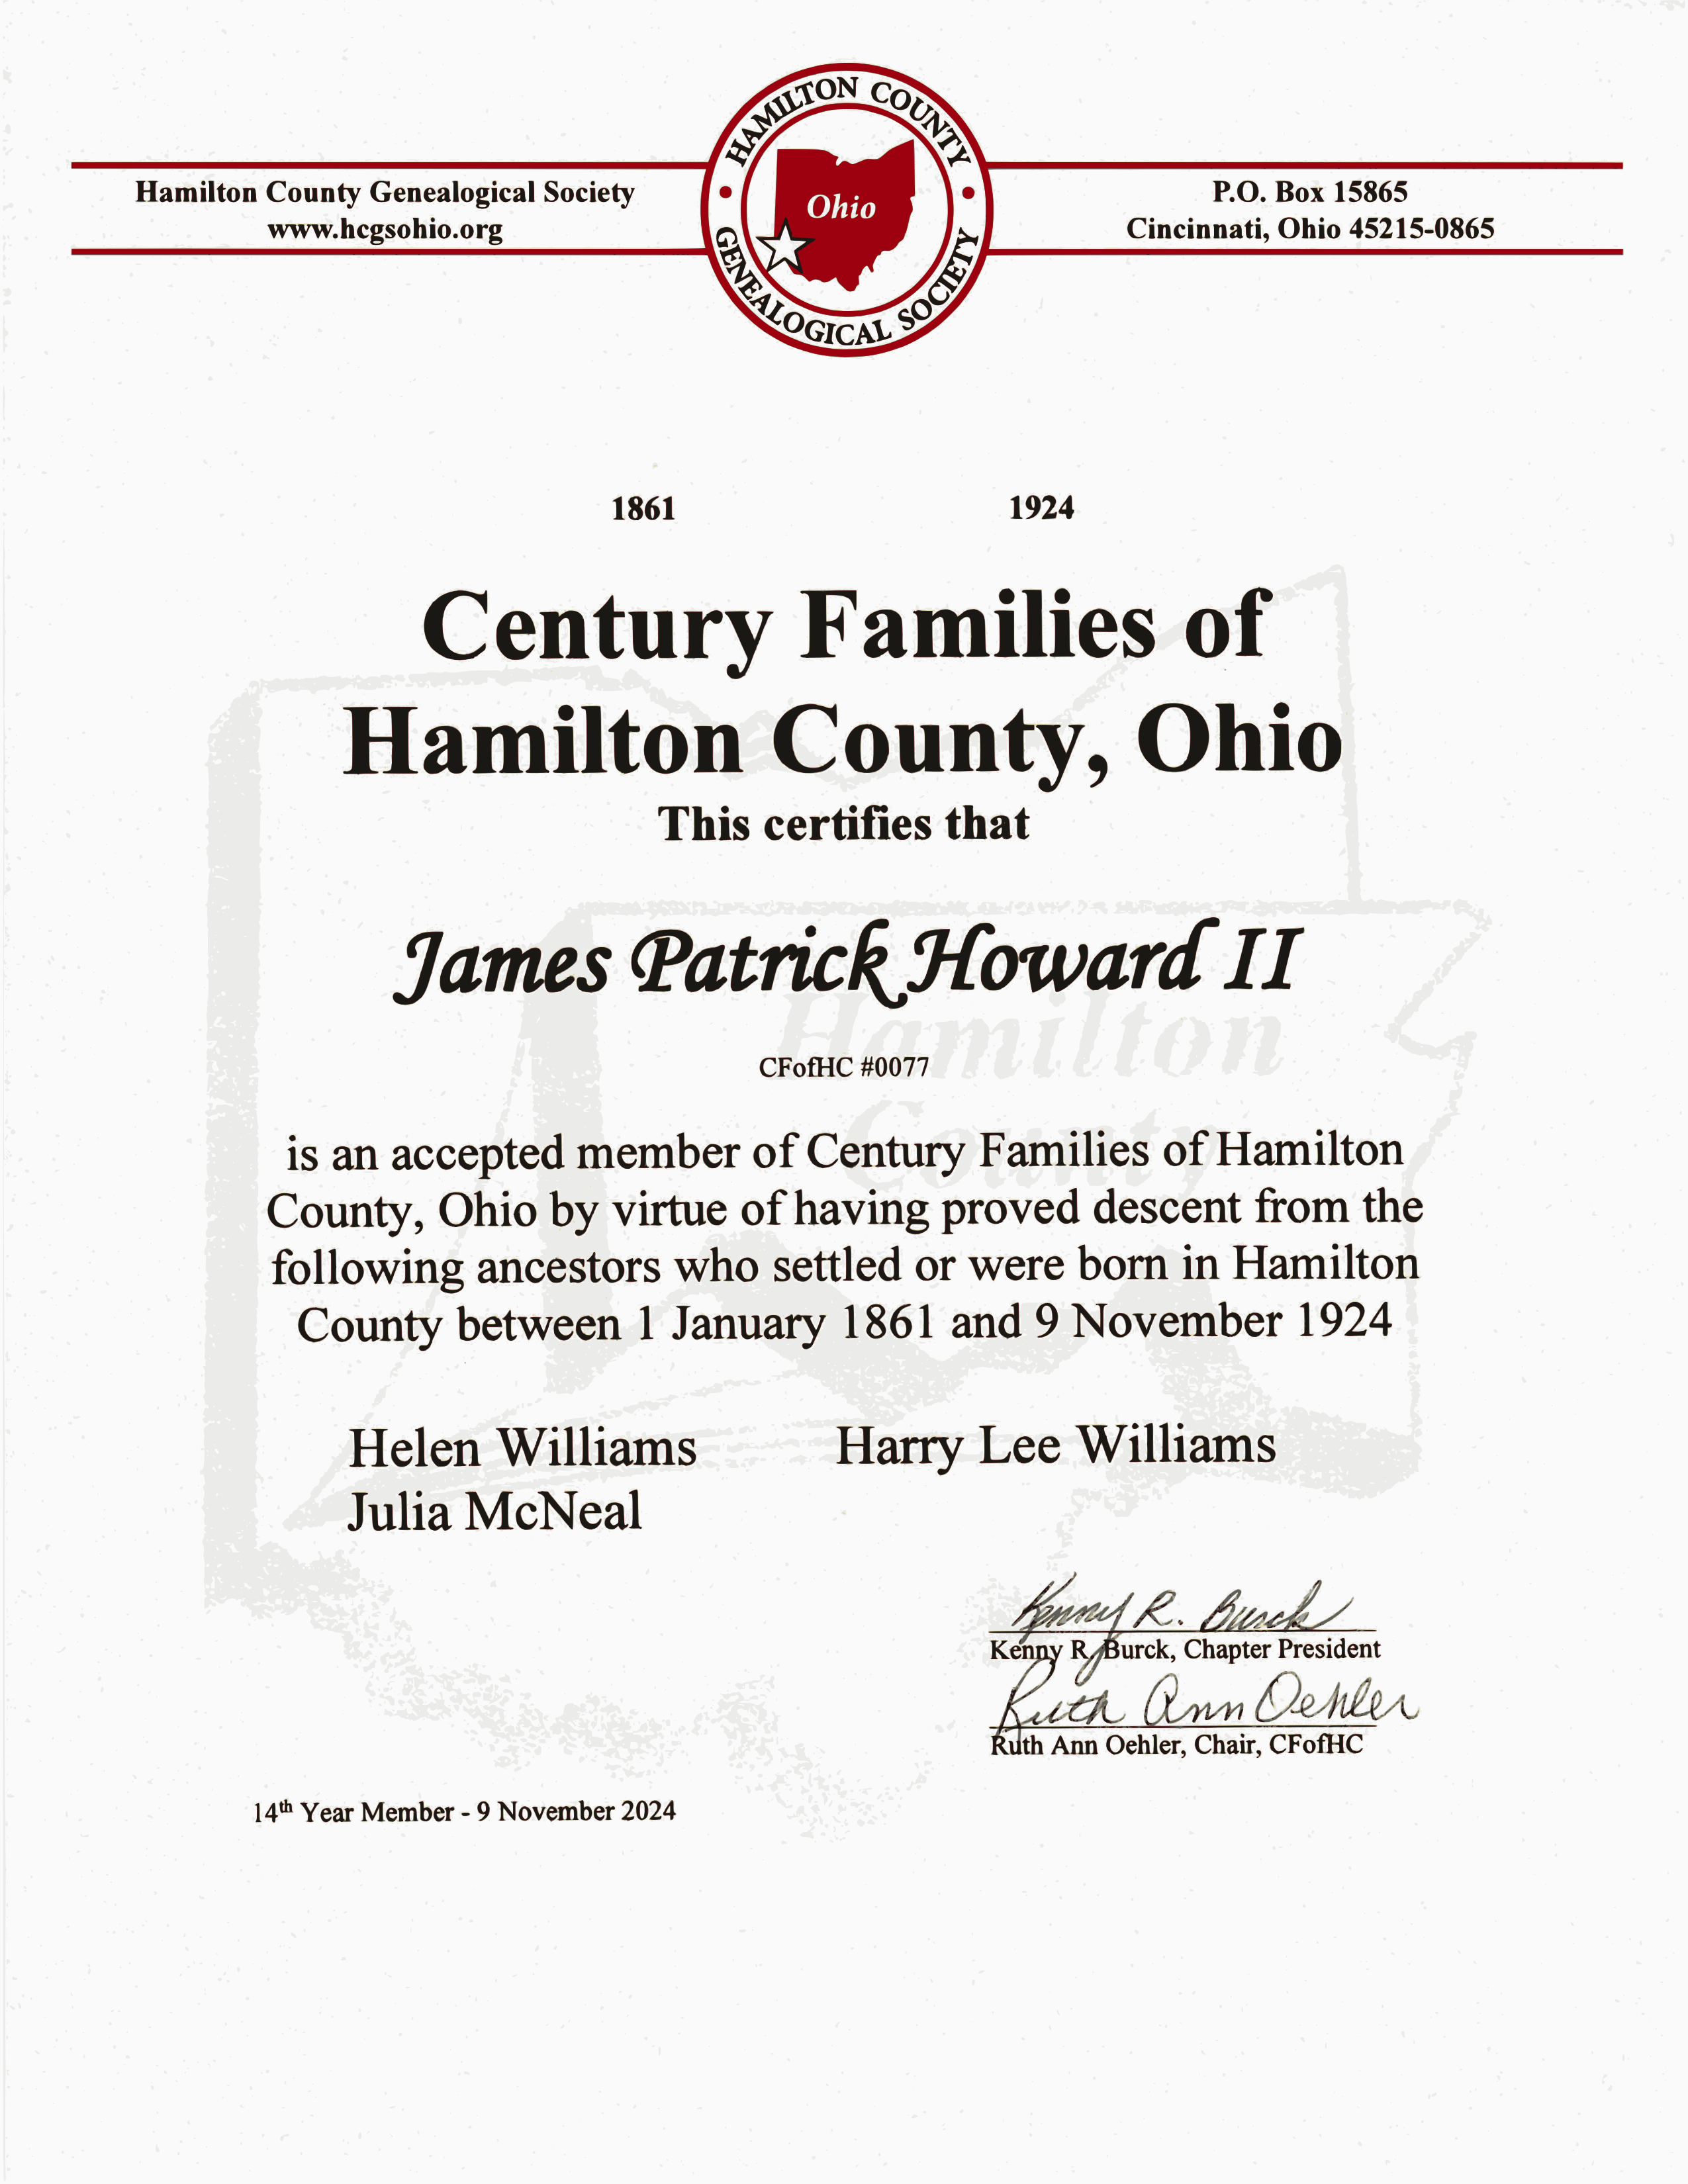 HAMILTON COUNTY
GENEALOGICAL SOCIETY
Ohio
Hamilton County Genealogical Society
www.hcgsohio.org
P.O. Box 15865
Cincinnati, Ohio 45215-0865
1861 1924
Century Families of
Hamilton County, Ohio
This certifies that
James Patrick Howard II
CFofHC #0077
Hamilton
County
is an accepted member of Century Families of Hamilton
County, Ohio by virtue of having proved descent from the
following ancestors who settled or were born in Hamilton
County between 1 January 1861 and 9 November 1924
Helen Williams Harry Lee Williams
Julia McNeal
Kenny R. Burck
Kenny R. Burck, Chapter President
Ruth Ann Oehler
Ruth Ann Oehler, Chair, CFofHC
14th Year Member - 9 November 2024